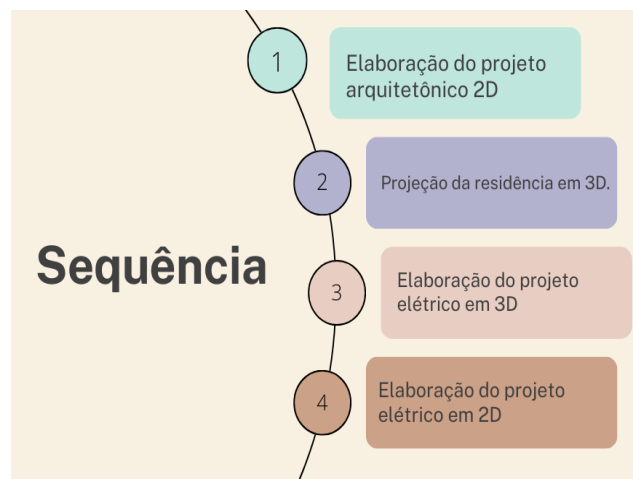 Sequência
1
Elaboração do projeto
arquitetônico 2D
2
Projeção da residência em 3D.
3
Elaboração do projeto
elétrico em 3D
4
Elaboração do projeto
elétrico em 2D